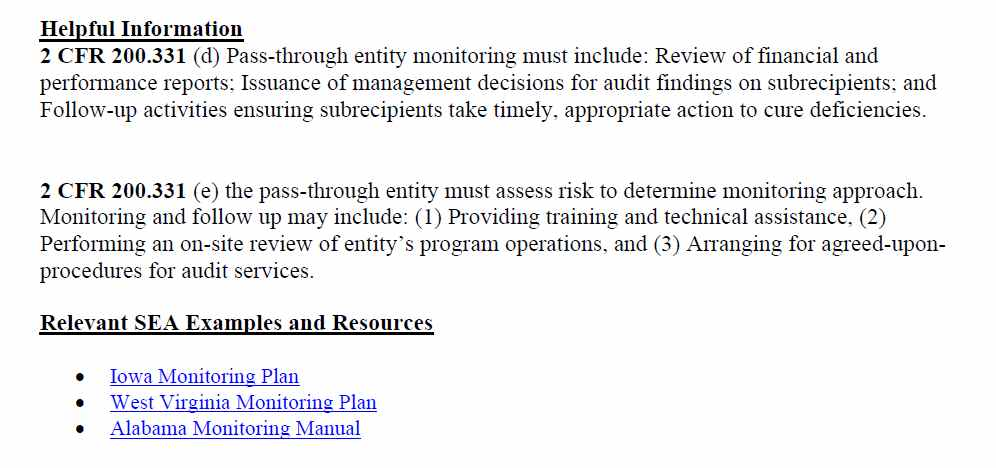 Helpful Information
2 CFR 200.331 (d) Pass-through entity monitoring must include: Review of financial and
performance reports; Issuance of management decisions for audit findings on subrecipients; and
Follow-up activities ensuring subrecipients take timely, appropriate action to cure deficiencies.
2 CFR 200.331 (e) the pass-through entity must assess risk to determine monitoring approach.
Monitoring and follow up may include: (1) Providing training and technical assistance, (2)
Performing an on-site review of entity’s program operations, and (3) Arranging for agreed-upon-
procedures for audit services.
Relevant SEA Examples and Resources
• Iowa Monitoring Plan
• West Virginia Monitoring Plan
• Alabama Monitoring Manual